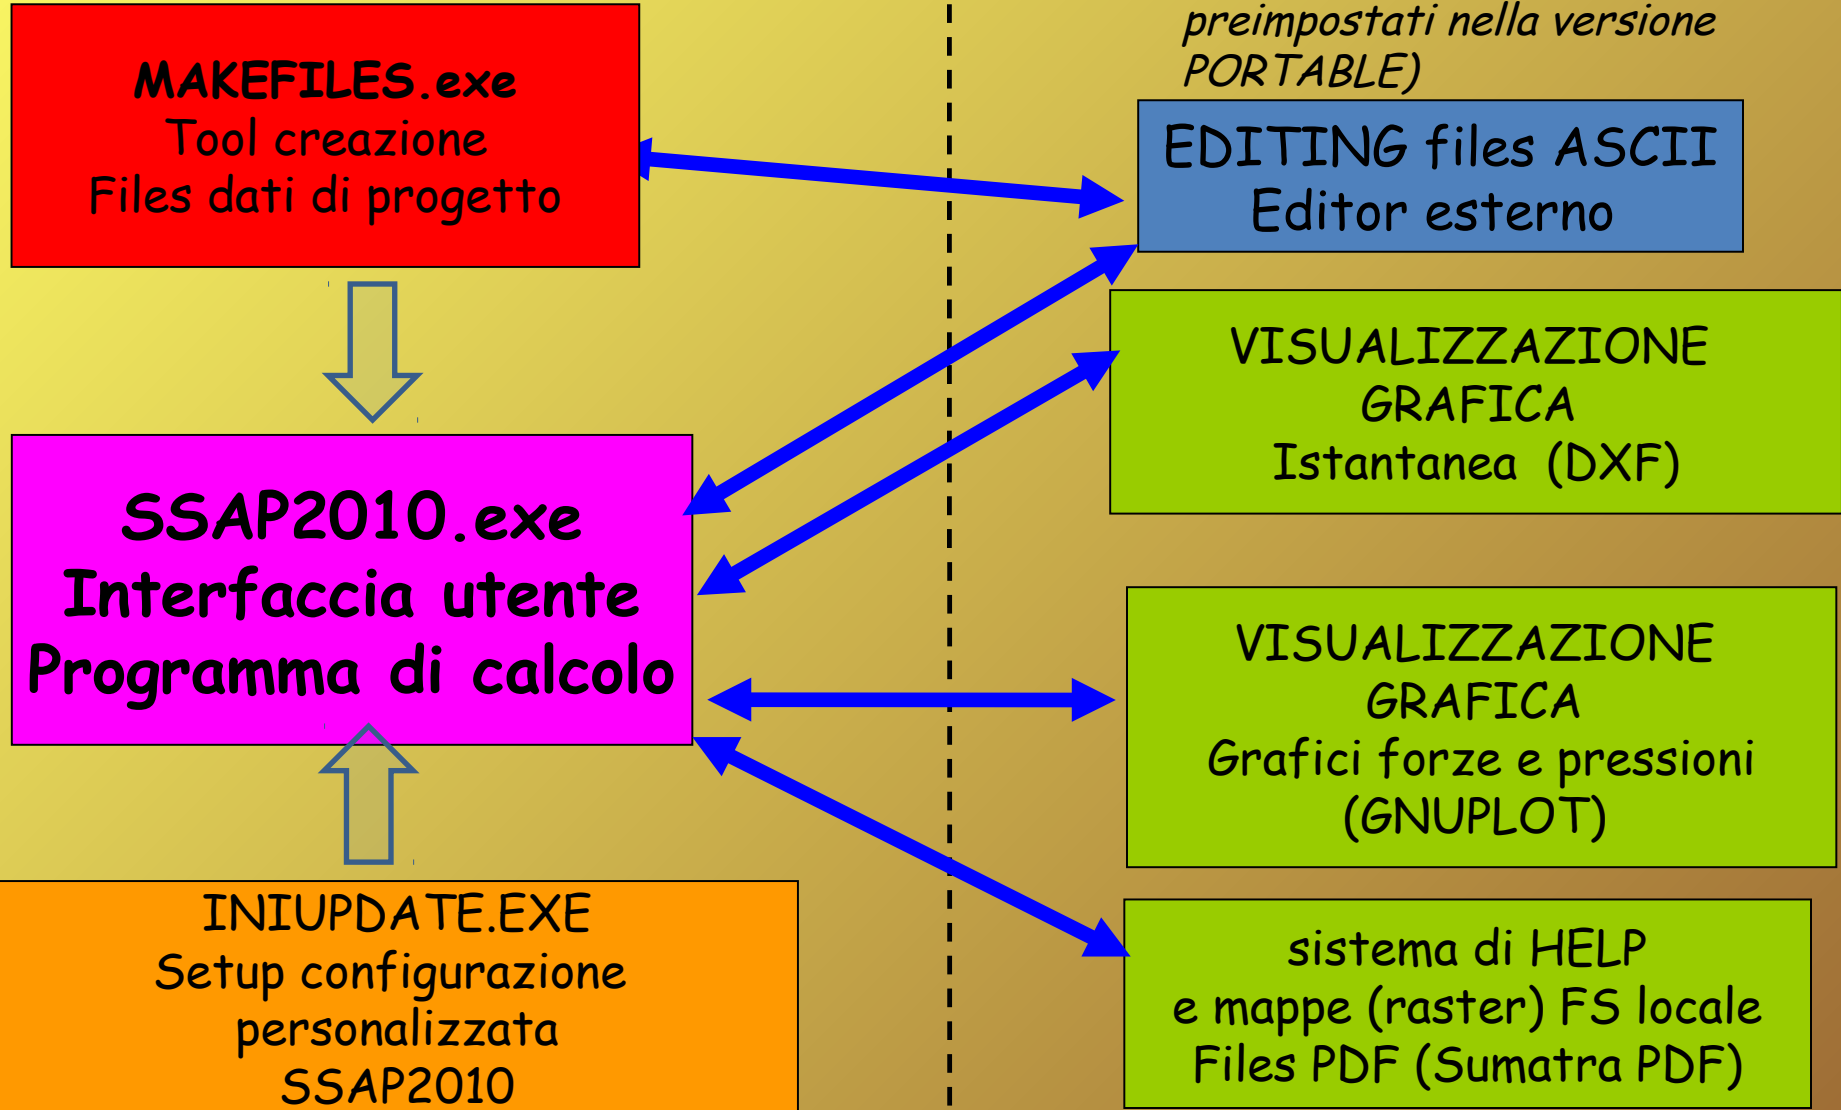 MAKEFILES.exe
Tool creazione
Files dati di progetto
SSAP2010.exe
Interfaccia utente
Programma di calcolo
INIUPDATE.EXE
Setup configurazione
personalizzata
SSAP2010
preimpostati nella versione
PORTABLE)
EDITING files ASCII
Editor esterno
VISUALIZZAZIONE
GRAFICA
Istantanea (DXF)
VISUALIZZAZIONE
GRAFICA
Grafici forze e pressioni
(GNUPLOT)
sistema di HELP
e mappe (raster) FS locale
Files PDF (Sumatra PDF)